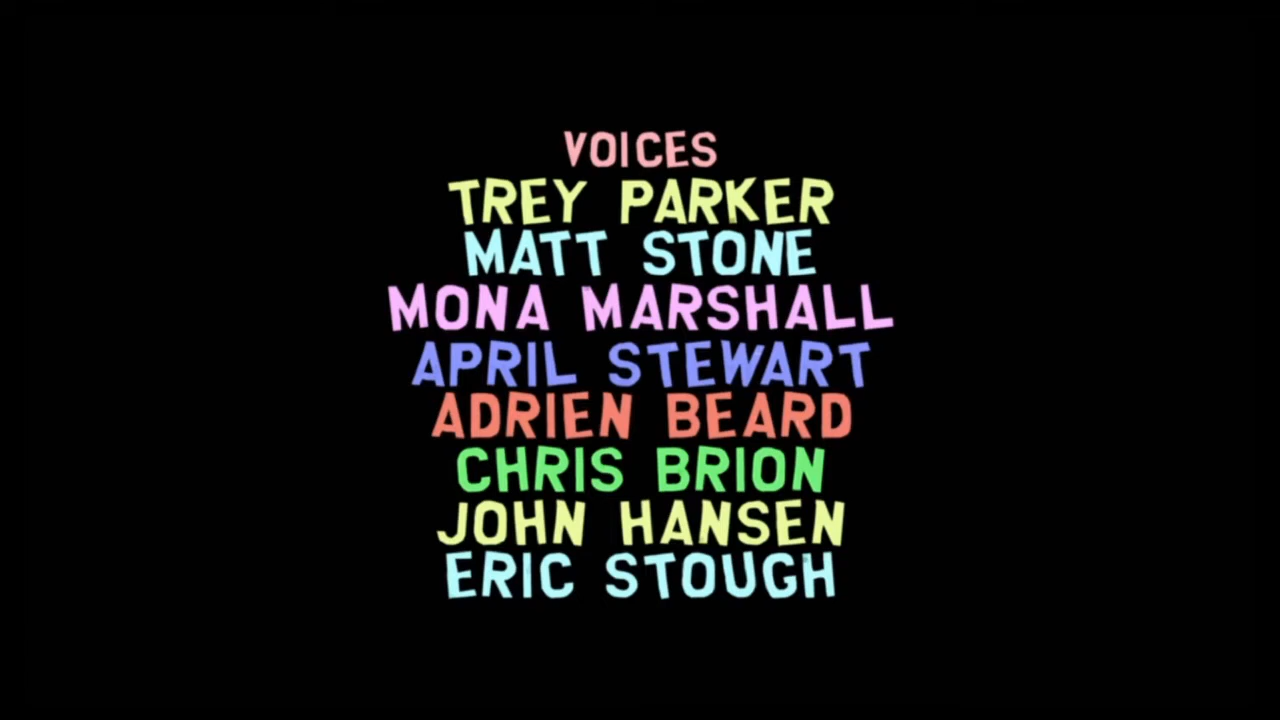 VOICES
TREY PARKER
MATT STONE
MONA MARSHALL
APRIL STEWART
ADRIEN BEARD
CHRIS BRION
JOHN HANSEN
ERIC STOUGH